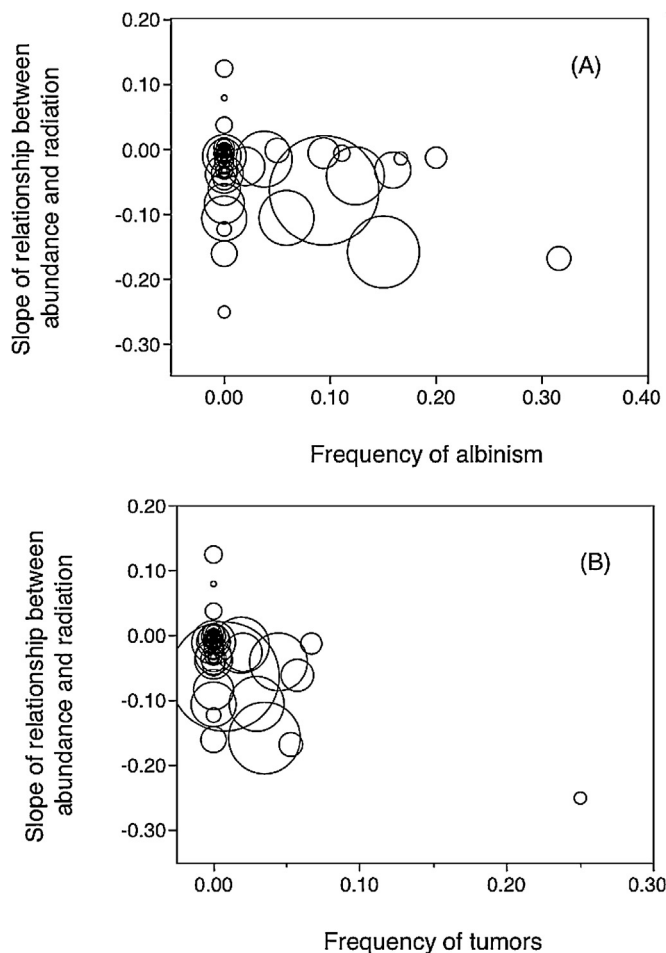 Slope of relationship between
abundance and radiation
0.20
0.10
0.00
-0.10
-0.20
-0.30
(A)
0.00 0.10 0.20 0.30 0.40
Frequency of albinism
Slope of relationship between
abundance and radiation
0.20
0.10
0.00
-0.10
-0.20
-0.30
(B)
0.00 0.10 0.20 0.30
Frequency of tumors